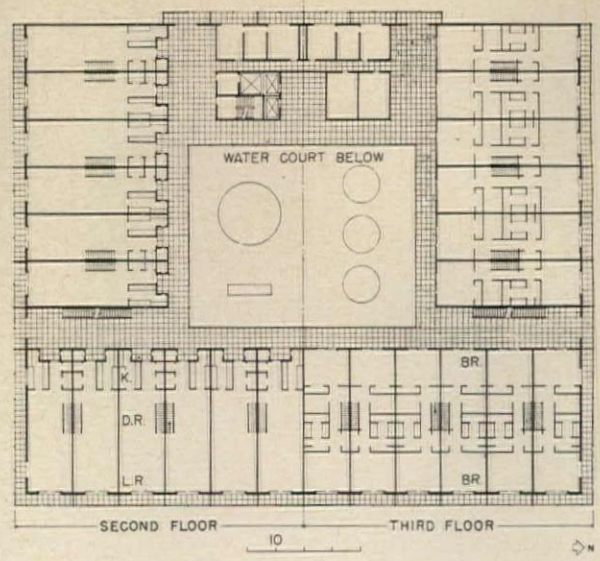 WATER COURT BELOW
K.
BR.
D.R.
L.R
BR.
SECOND FLOOR
THIRD FLOOR
10
N